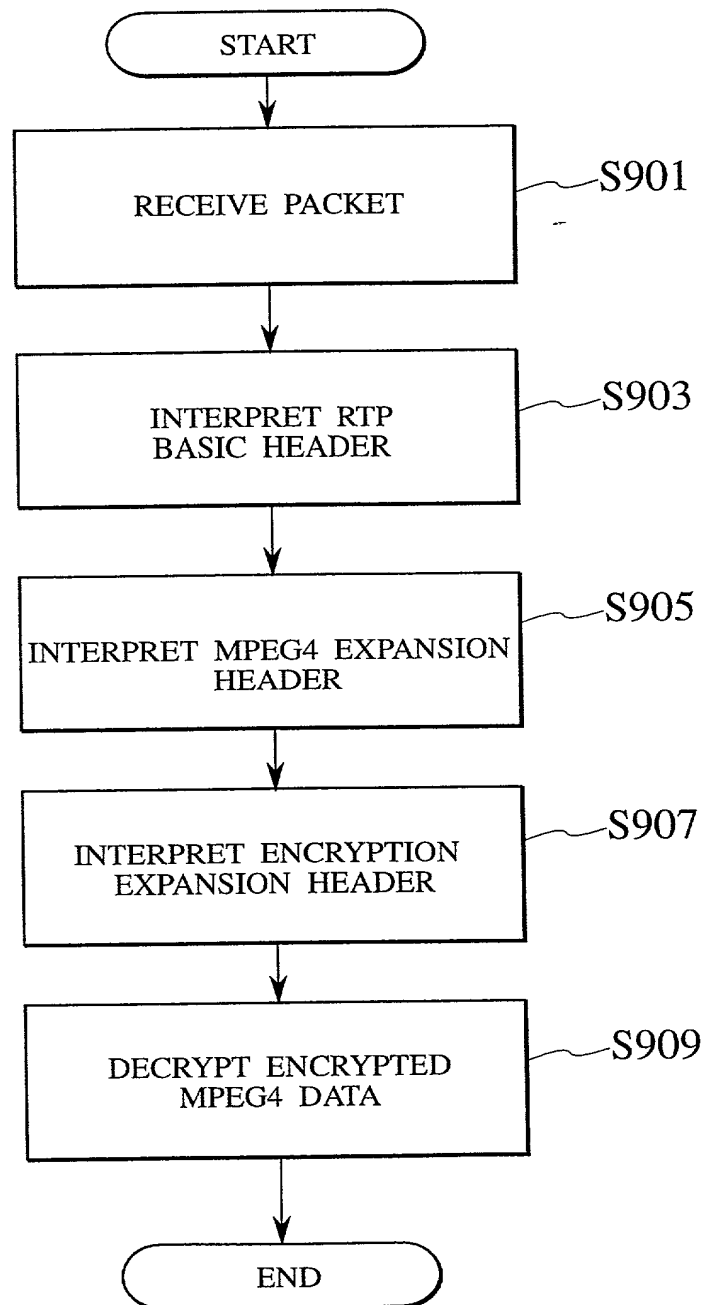 START
RECEIVE PACKET
S901
INTERPRET RTP
BASIC HEADER
S903
INTERPRET MPEG4 EXPANSION
HEADER
S905
INTERPRET ENCRYPTION
EXPANSION HEADER
S907
DECRYPT ENCRYPTED
MPEG4 DATA
S909
END